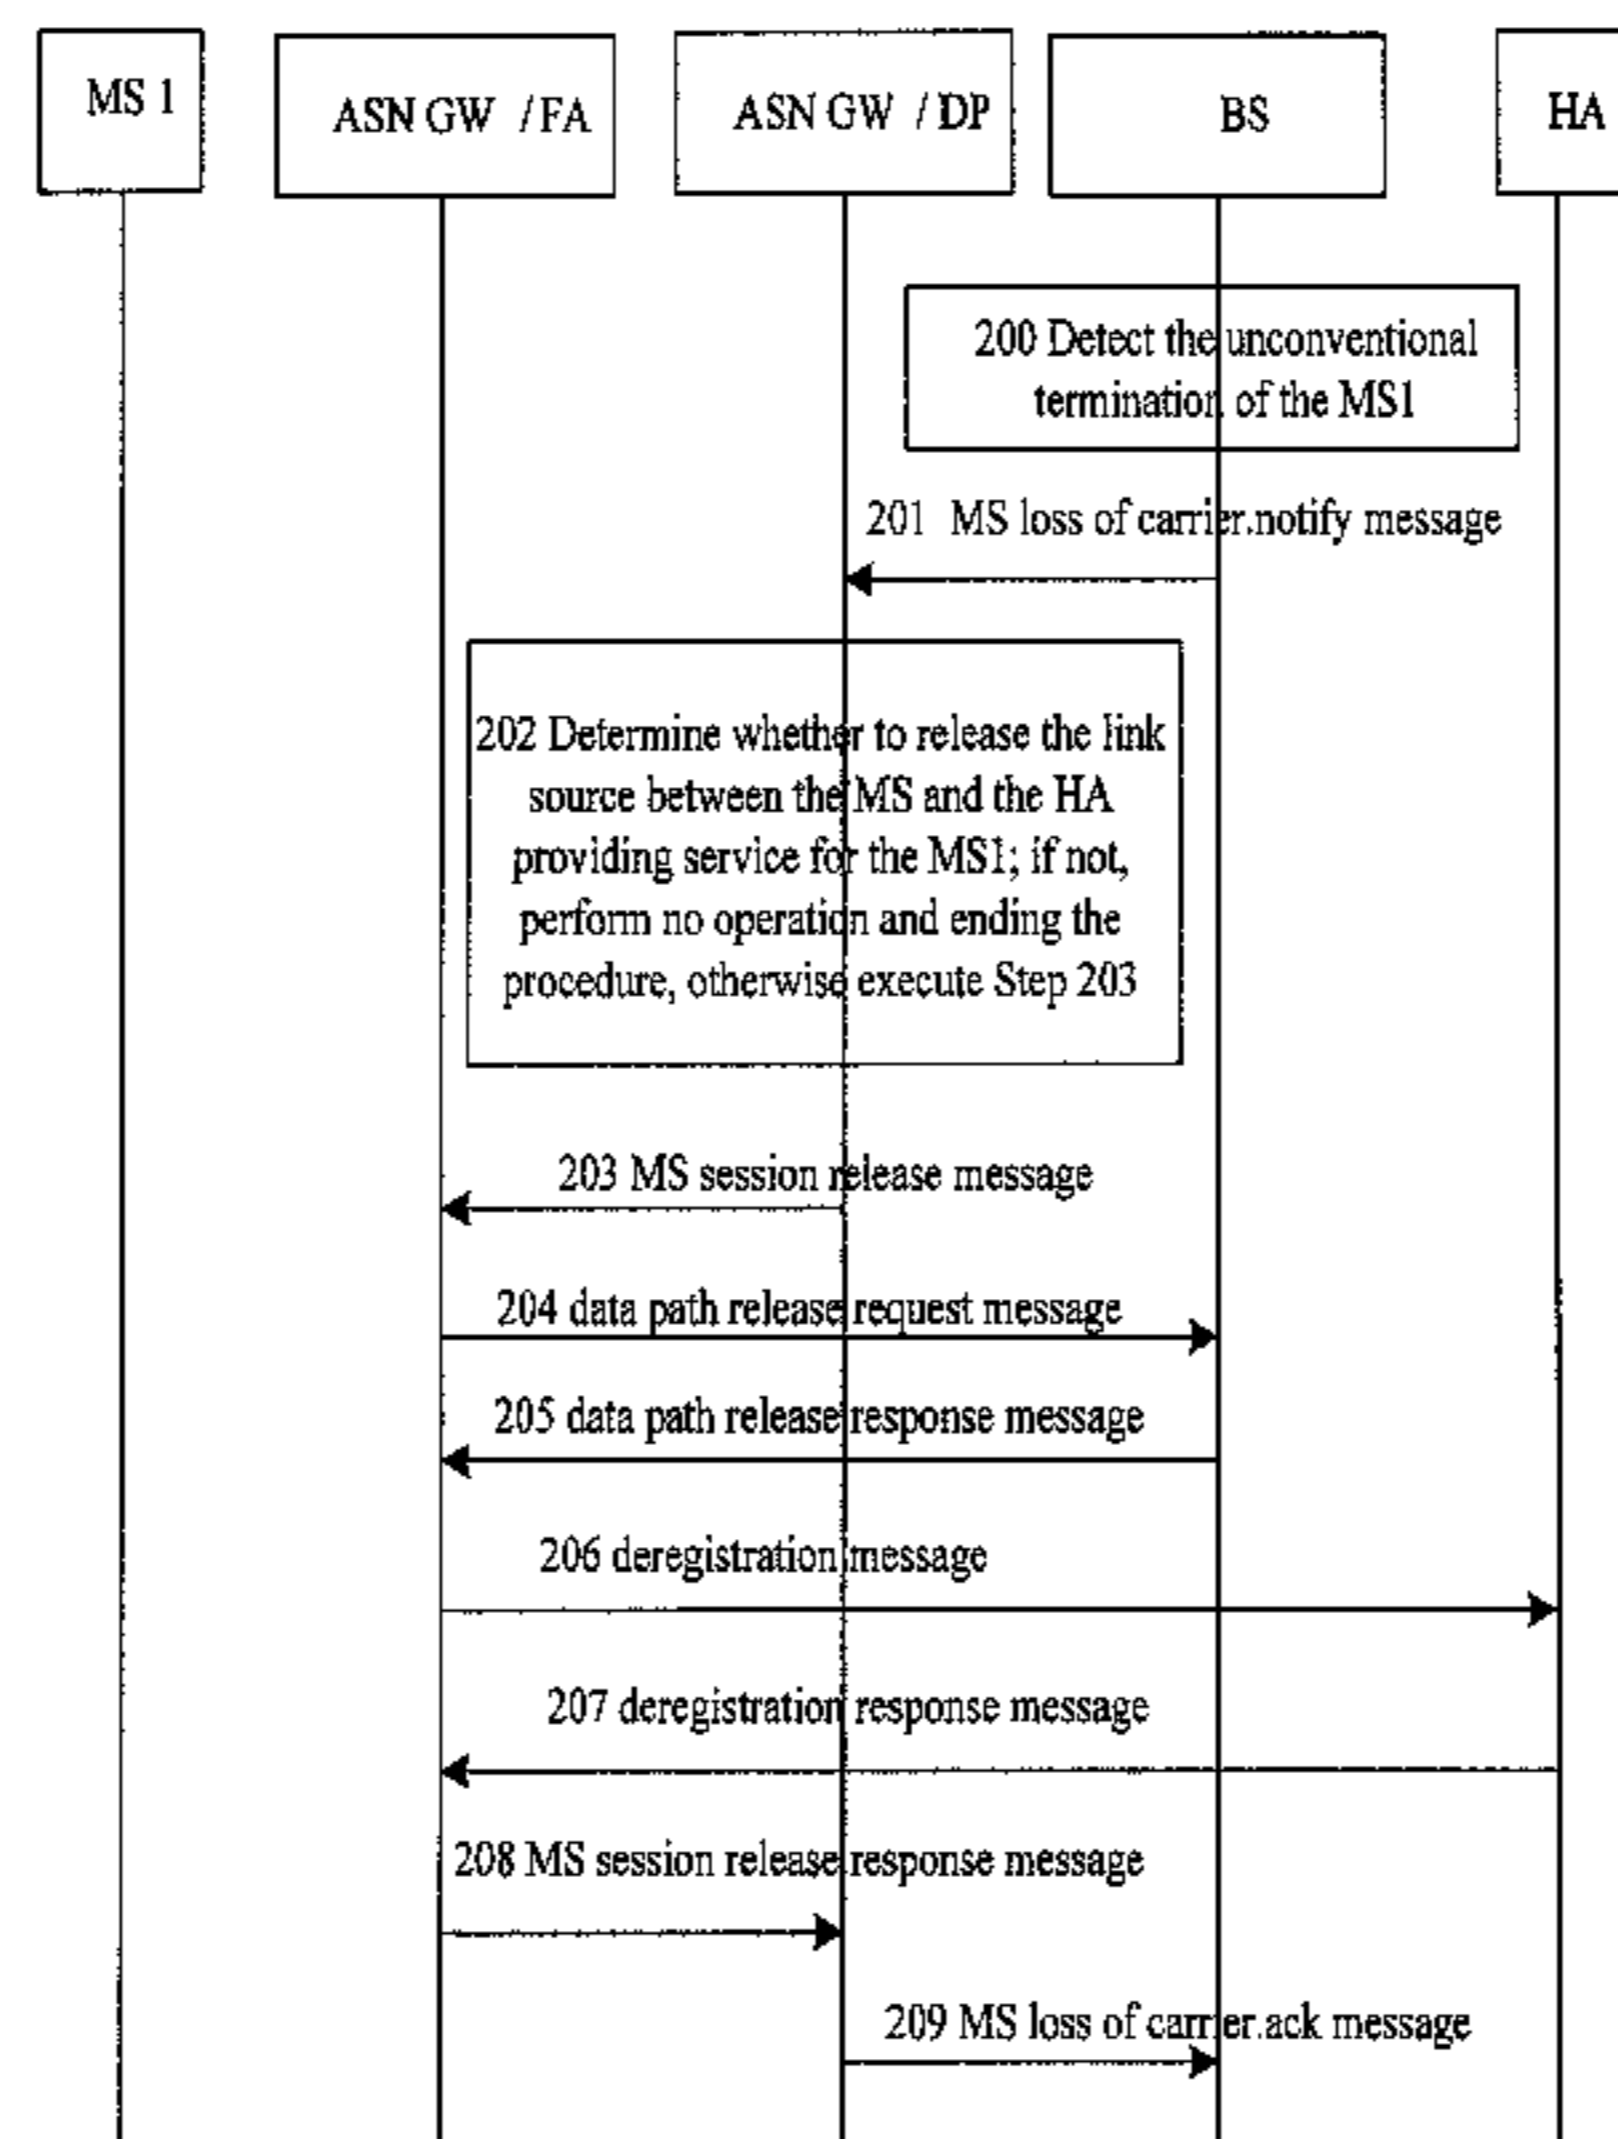 MS 1
ASN GW / FA
ASN GW / DP
BS
HA
200 Detect the unconventional
termination of the MS1
201 MS loss of carrier.notify message
202 Determine whether to release the link
source between the MS and the HA
providing service for the MS1; if not,
perform no operation and ending the
procedure, otherwise execute Step 203
203 MS session release message
204 data path release request message
205 data path release response message
206 deregistration message
207 deregistration response message
208 MS session release response message
209 MS loss of carrier.ack message